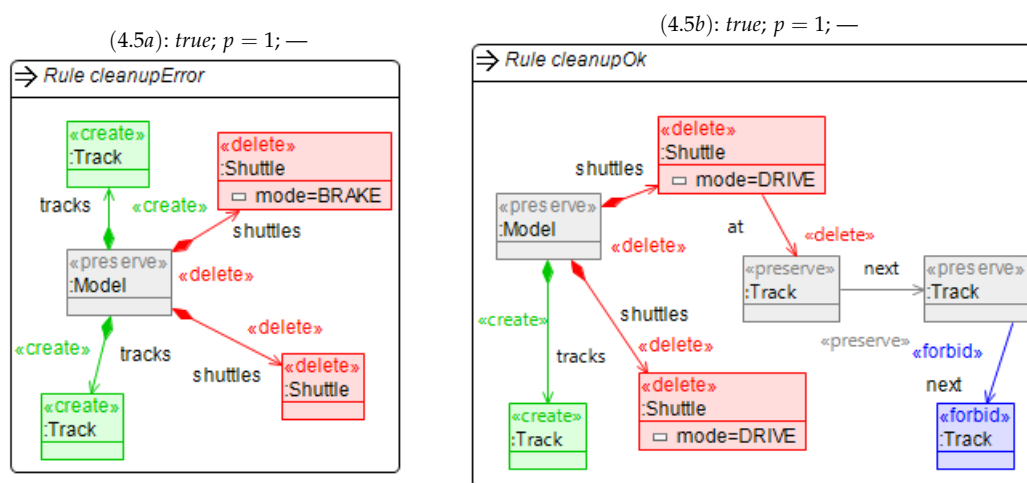 (4.5a): true; p = 1; —
Rule cleanupError
«create»
:Track
tracks
«create»
«delete»
:Shuttle
mode=BRAKE
shuttles
«preserve»
:Model
«delete»
«create»
tracks
«delete»
shuttles
«delete»
:Shuttle
«create»
:Track
(4.5b): true; p = 1; —
Rule cleanupOk
«delete»
:Shuttle
mode=DRIVE
shuttles
«preserve»
:Model
«delete»
at
«delete»
«preserve»
:Track
next
«preserve»
:Track
«preserve»
«create»
tracks
shuttles
«delete»
«forbid»
next
«delete»
:Shuttle
mode=DRIVE
«create»
:Track
«forbid»
:Track